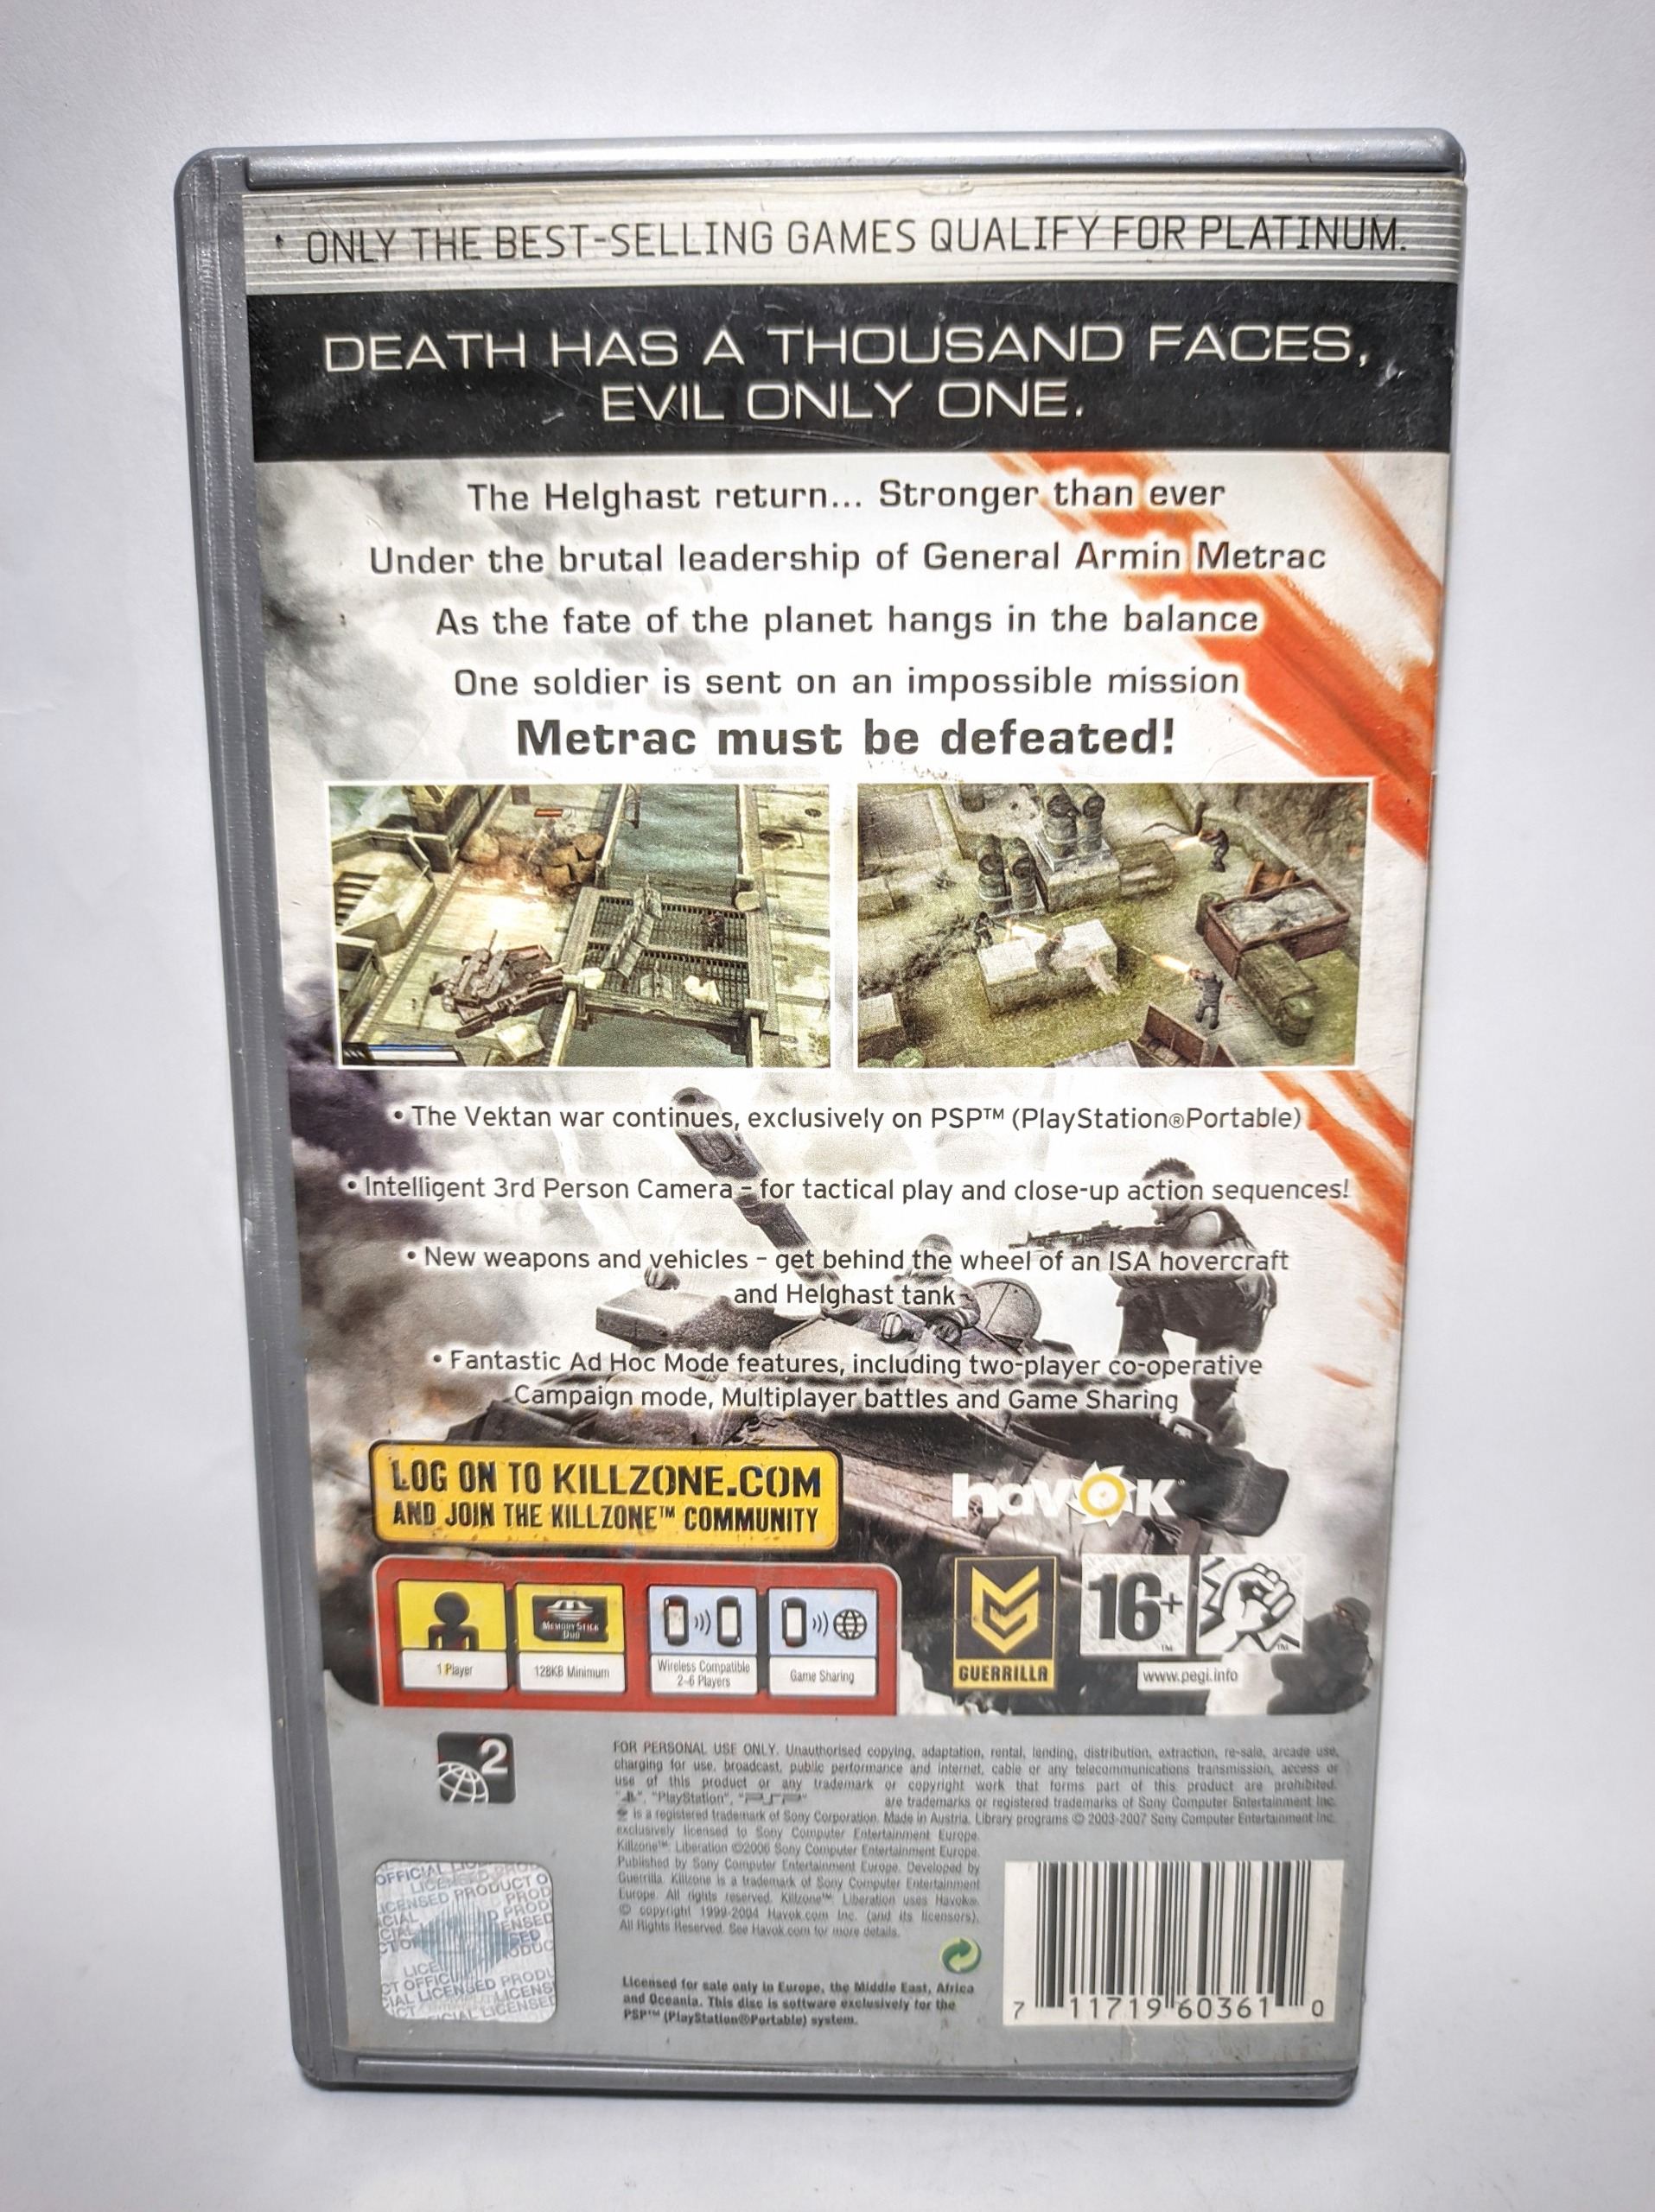 ONLY THE BEST-SELLING GAMES QUALIFY FOR PLATINUM.
DEATH HAS A THOUSAND FACES,
EVIL ONLY ONE.
The Helghast return... Stronger than ever
Under the brutal leadership of General Armin Metrac
As the fate of the planet hangs in the balance
One soldier is sent on an impossible mission
Metrac must be defeated!
• The Vektan war continues, exclusively on PSP™ (PlayStation®Portable)
• Intelligent 3rd Person Camera – for tactical play and close-up action sequences!
• New weapons and vehicles – get behind the wheel of an ISA hovercraft
and Helghast tank
• Fantastic Ad Hoc Mode features, including two-player co-operative
Campaign mode, Multiplayer battles and Game Sharing
LOG ON TO KILLZONE.COM
AND JOIN THE KILLZONE™ COMMUNITY
havok
1 Player
MEMORY STICK
DUO
128KB Minimum
Wireless Compatible
2-6 Players
Game Sharing
GUERRILLA
16+
www.pegi.info
2
FOR PERSONAL USE ONLY. Unauthorised copying, adaptation, rental, lending, distribution, extraction, re-sale, arcade use,
charging for use, broadcast, public performance and internet, cable or any telecommunications transmission, access or
use of this product or any trademark or copyright work that forms part of this product are prohibited.
"PlayStation", "PSP" are trademarks or registered trademarks of Sony Computer Entertainment Inc.
is a registered trademark of Sony Corporation. Made in Austria. Library programs © 2003-2007 Sony Computer Entertainment Inc.
exclusively licensed to Sony Computer Entertainment Europe.
Killzone™: Liberation ©2006 Sony Computer Entertainment Europe.
Published by Sony Computer Entertainment Europe. Developed by
Guerrilla. Killzone is a trademark of Sony Computer Entertainment
Europe. All rights reserved. Killzone™ Liberation uses Havok®.
© copyright 1999-2004 Havok.com Inc. (and its licensors).
All Rights Reserved. See Havok.com for more details.
Licensed for sale only in Europe, the Middle East, Africa
and Oceania. This disc is software exclusively for the
PSP™ (PlayStation®Portable) system.
OFFICIAL LICENSED PRODUCT
7 11719 60361 0